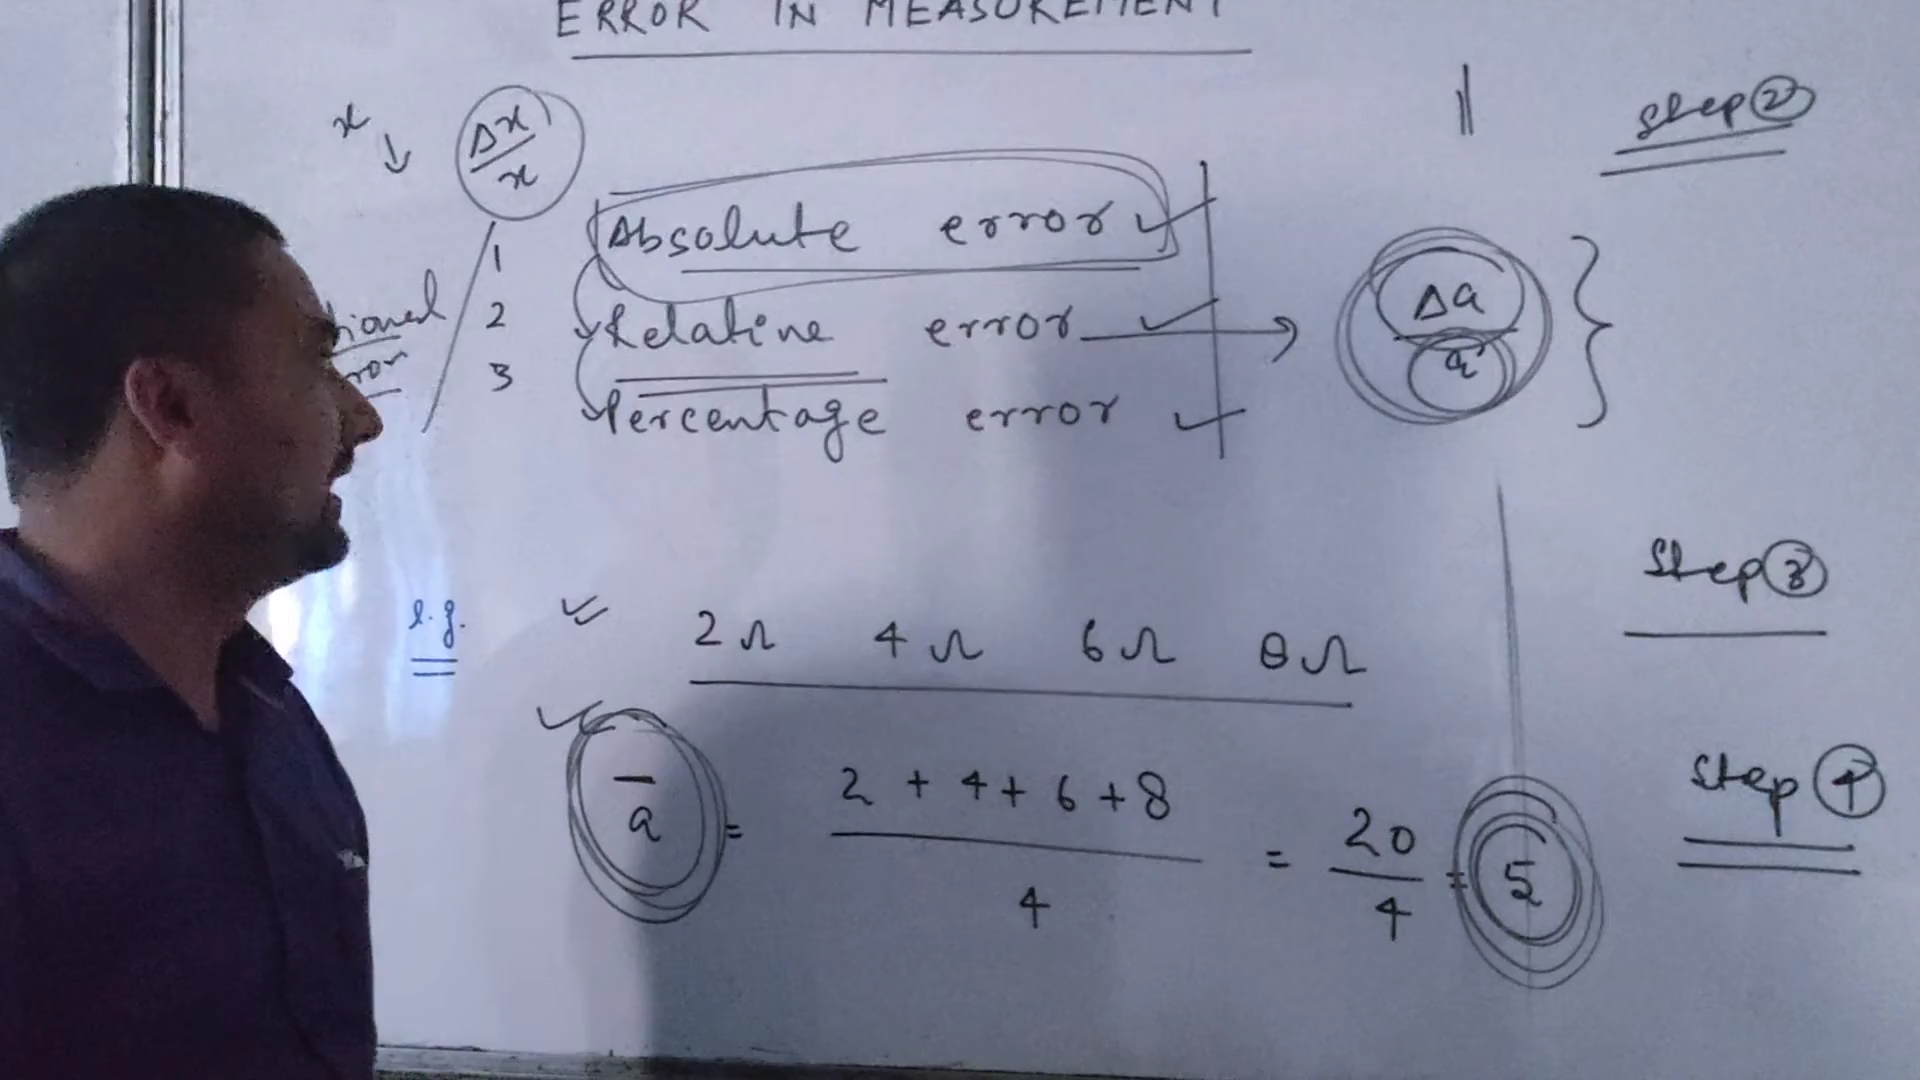 ERROR IN MEASUREMENT
x ↓ Δx/x
Step ②
1 Absolute error ✓
2 Relative error ✓ → Δa/a
3 Percentage error ✓
e.g.
2Ω 4Ω 6Ω 8Ω
Step ③
a̅ = 2 + 4 + 6 + 8 / 4 = 20/4 = 5
Step ④